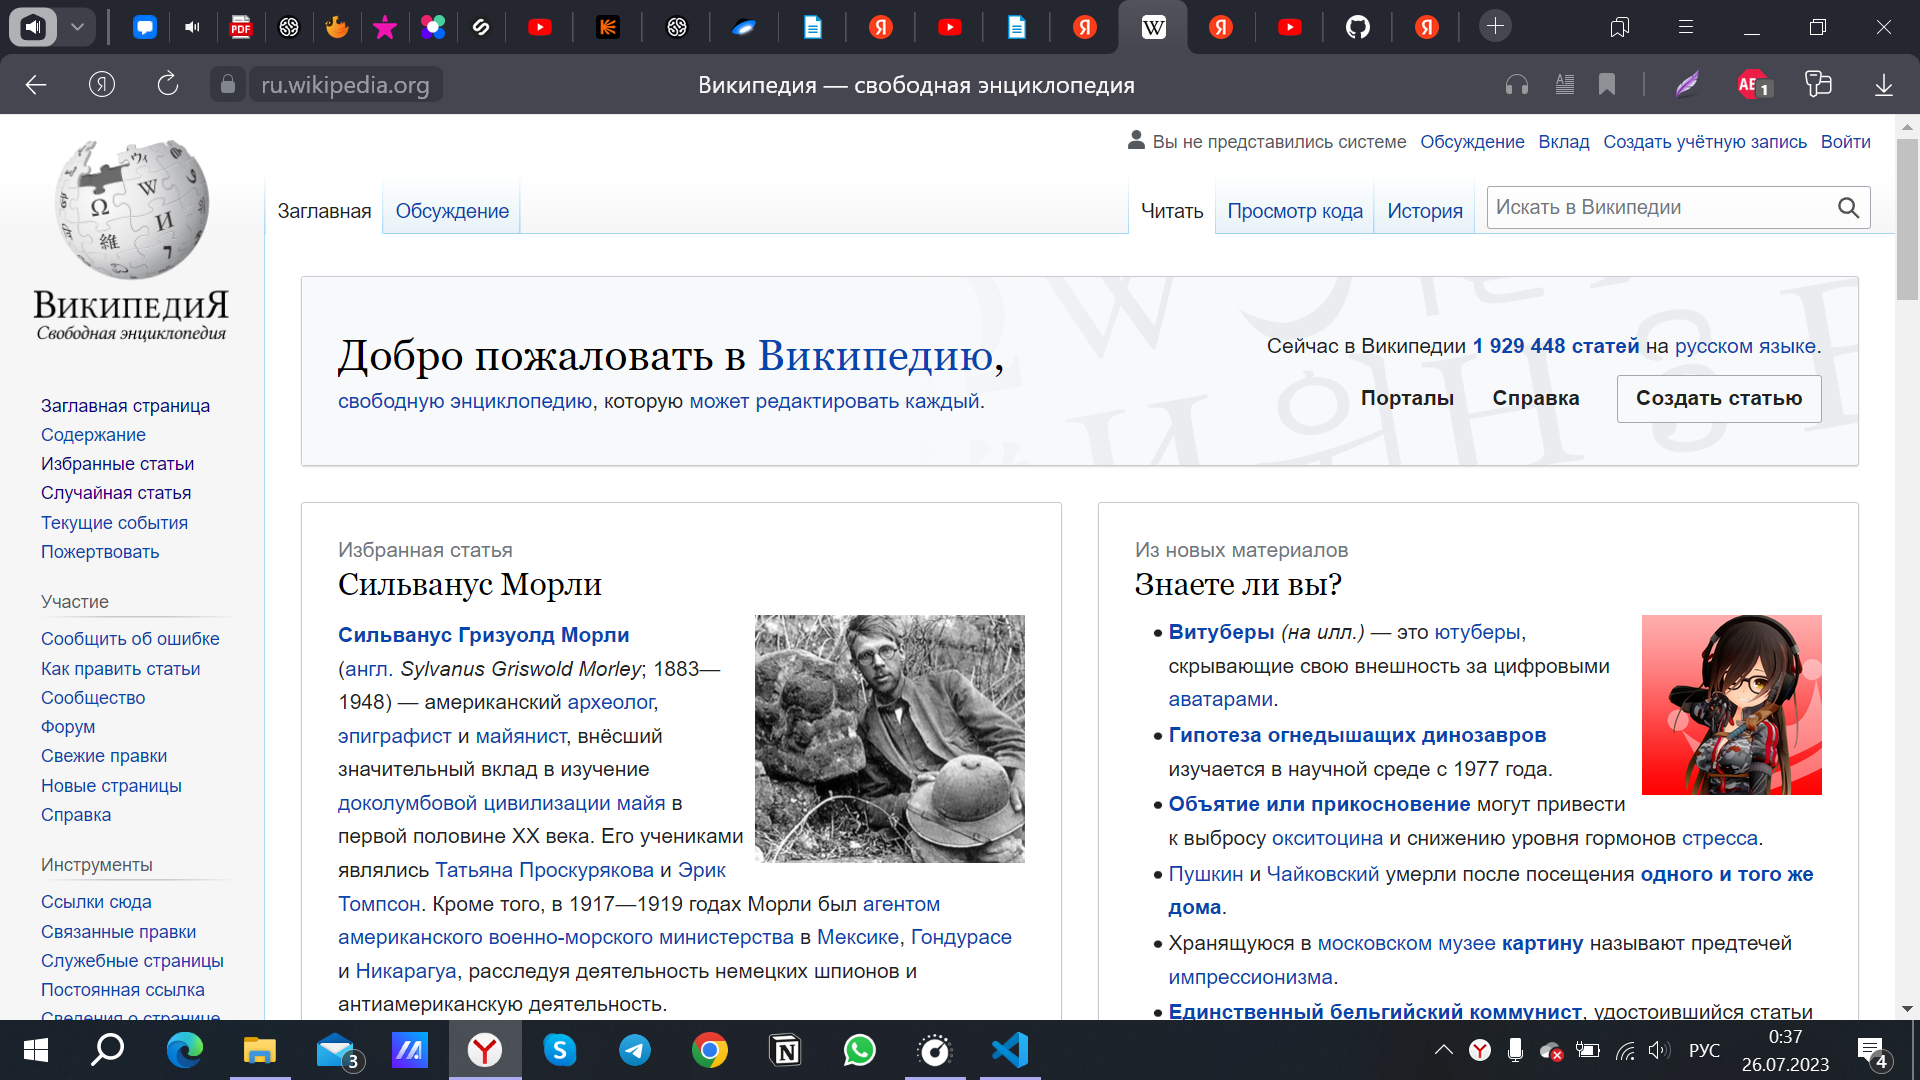 PDF
ru.wikipedia.org
Википедия — свободная энциклопедия
1
Вы не представились системе Обсуждение Вклад Создать учётную запись Войти
ВикипедиЯ
Свободная энциклопедия
Заглавная Обсуждение
Читать Просмотр кода История
Искать в Википедии
Добро пожаловать в Википедию,
свободную энциклопедию, которую может редактировать каждый.
Сейчас в Википедии 1 929 448 статей на русском языке.
Порталы Справка Создать статью
Заглавная страница
Содержание
Избранные статьи
Случайная статья
Текущие события
Пожертвовать
Участие
Сообщить об ошибке
Как править статьи
Сообщество
Форум
Свежие правки
Новые страницы
Справка
Инструменты
Ссылки сюда
Связанные правки
Служебные страницы
Постоянная ссылка
Сведения о странице
Избранная статья
Сильванус Морли
Сильванус Гризуолд Морли
(англ. Sylvanus Griswold Morley; 1883—
1948) — американский археолог,
эпиграфист и майянист, внёсший
значительный вклад в изучение
доколумбовой цивилизации майя в
первой половине XX века. Его учениками
являлись Татьяна Проскурякова и Эрик
Томпсон. Кроме того, в 1917—1919 годах Морли был агентом
американского военно-морского министерства в Мексике, Гондурасе
и Никарагуа, расследуя деятельность немецких шпионов и
антиамериканскую деятельность.
Из новых материалов
Знаете ли вы?
Витуберы (на илл.) — это ютуберы,
скрывающие свою внешность за цифровыми
аватарами.
Гипотеза огнедышащих динозавров
изучается в научной среде с 1977 года.
Объятие или прикосновение могут привести
к выбросу окситоцина и снижению уровня гормонов стресса.
Пушкин и Чайковский умерли после посещения одного и того же
дома.
Хранящуюся в московском музее картину называют предтечей
импрессионизма.
Единственный бельгийский коммунист, удостоившийся статьи
3
РУС
0:37
26.07.2023
4